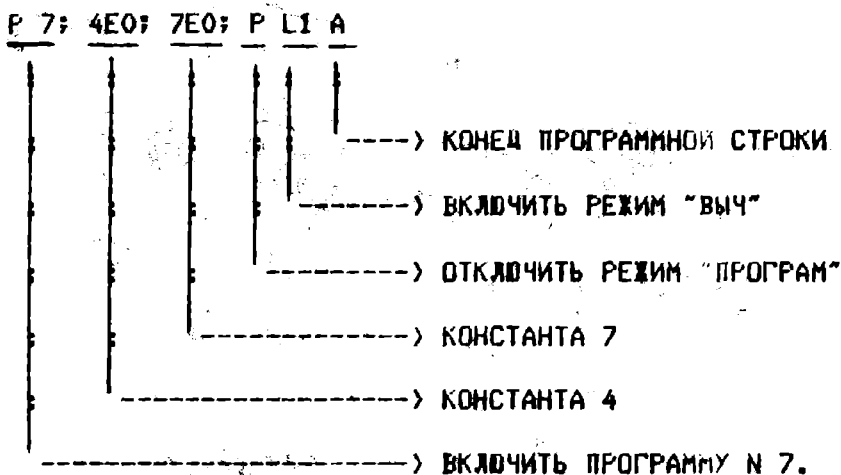 P 7; 4E0; 7E0; P L1 A
КОНЕЦ ПРОГРАММНОЙ СТРОКИ
ВКЛЮЧИТЬ РЕЖИМ "ВЫЧ"
ОТКЛЮЧИТЬ РЕЖИМ "ПРОГРАМ"
КОНСТАНТА 7
КОНСТАНТА 4
ВКЛЮЧИТЬ ПРОГРАММУ N 7.